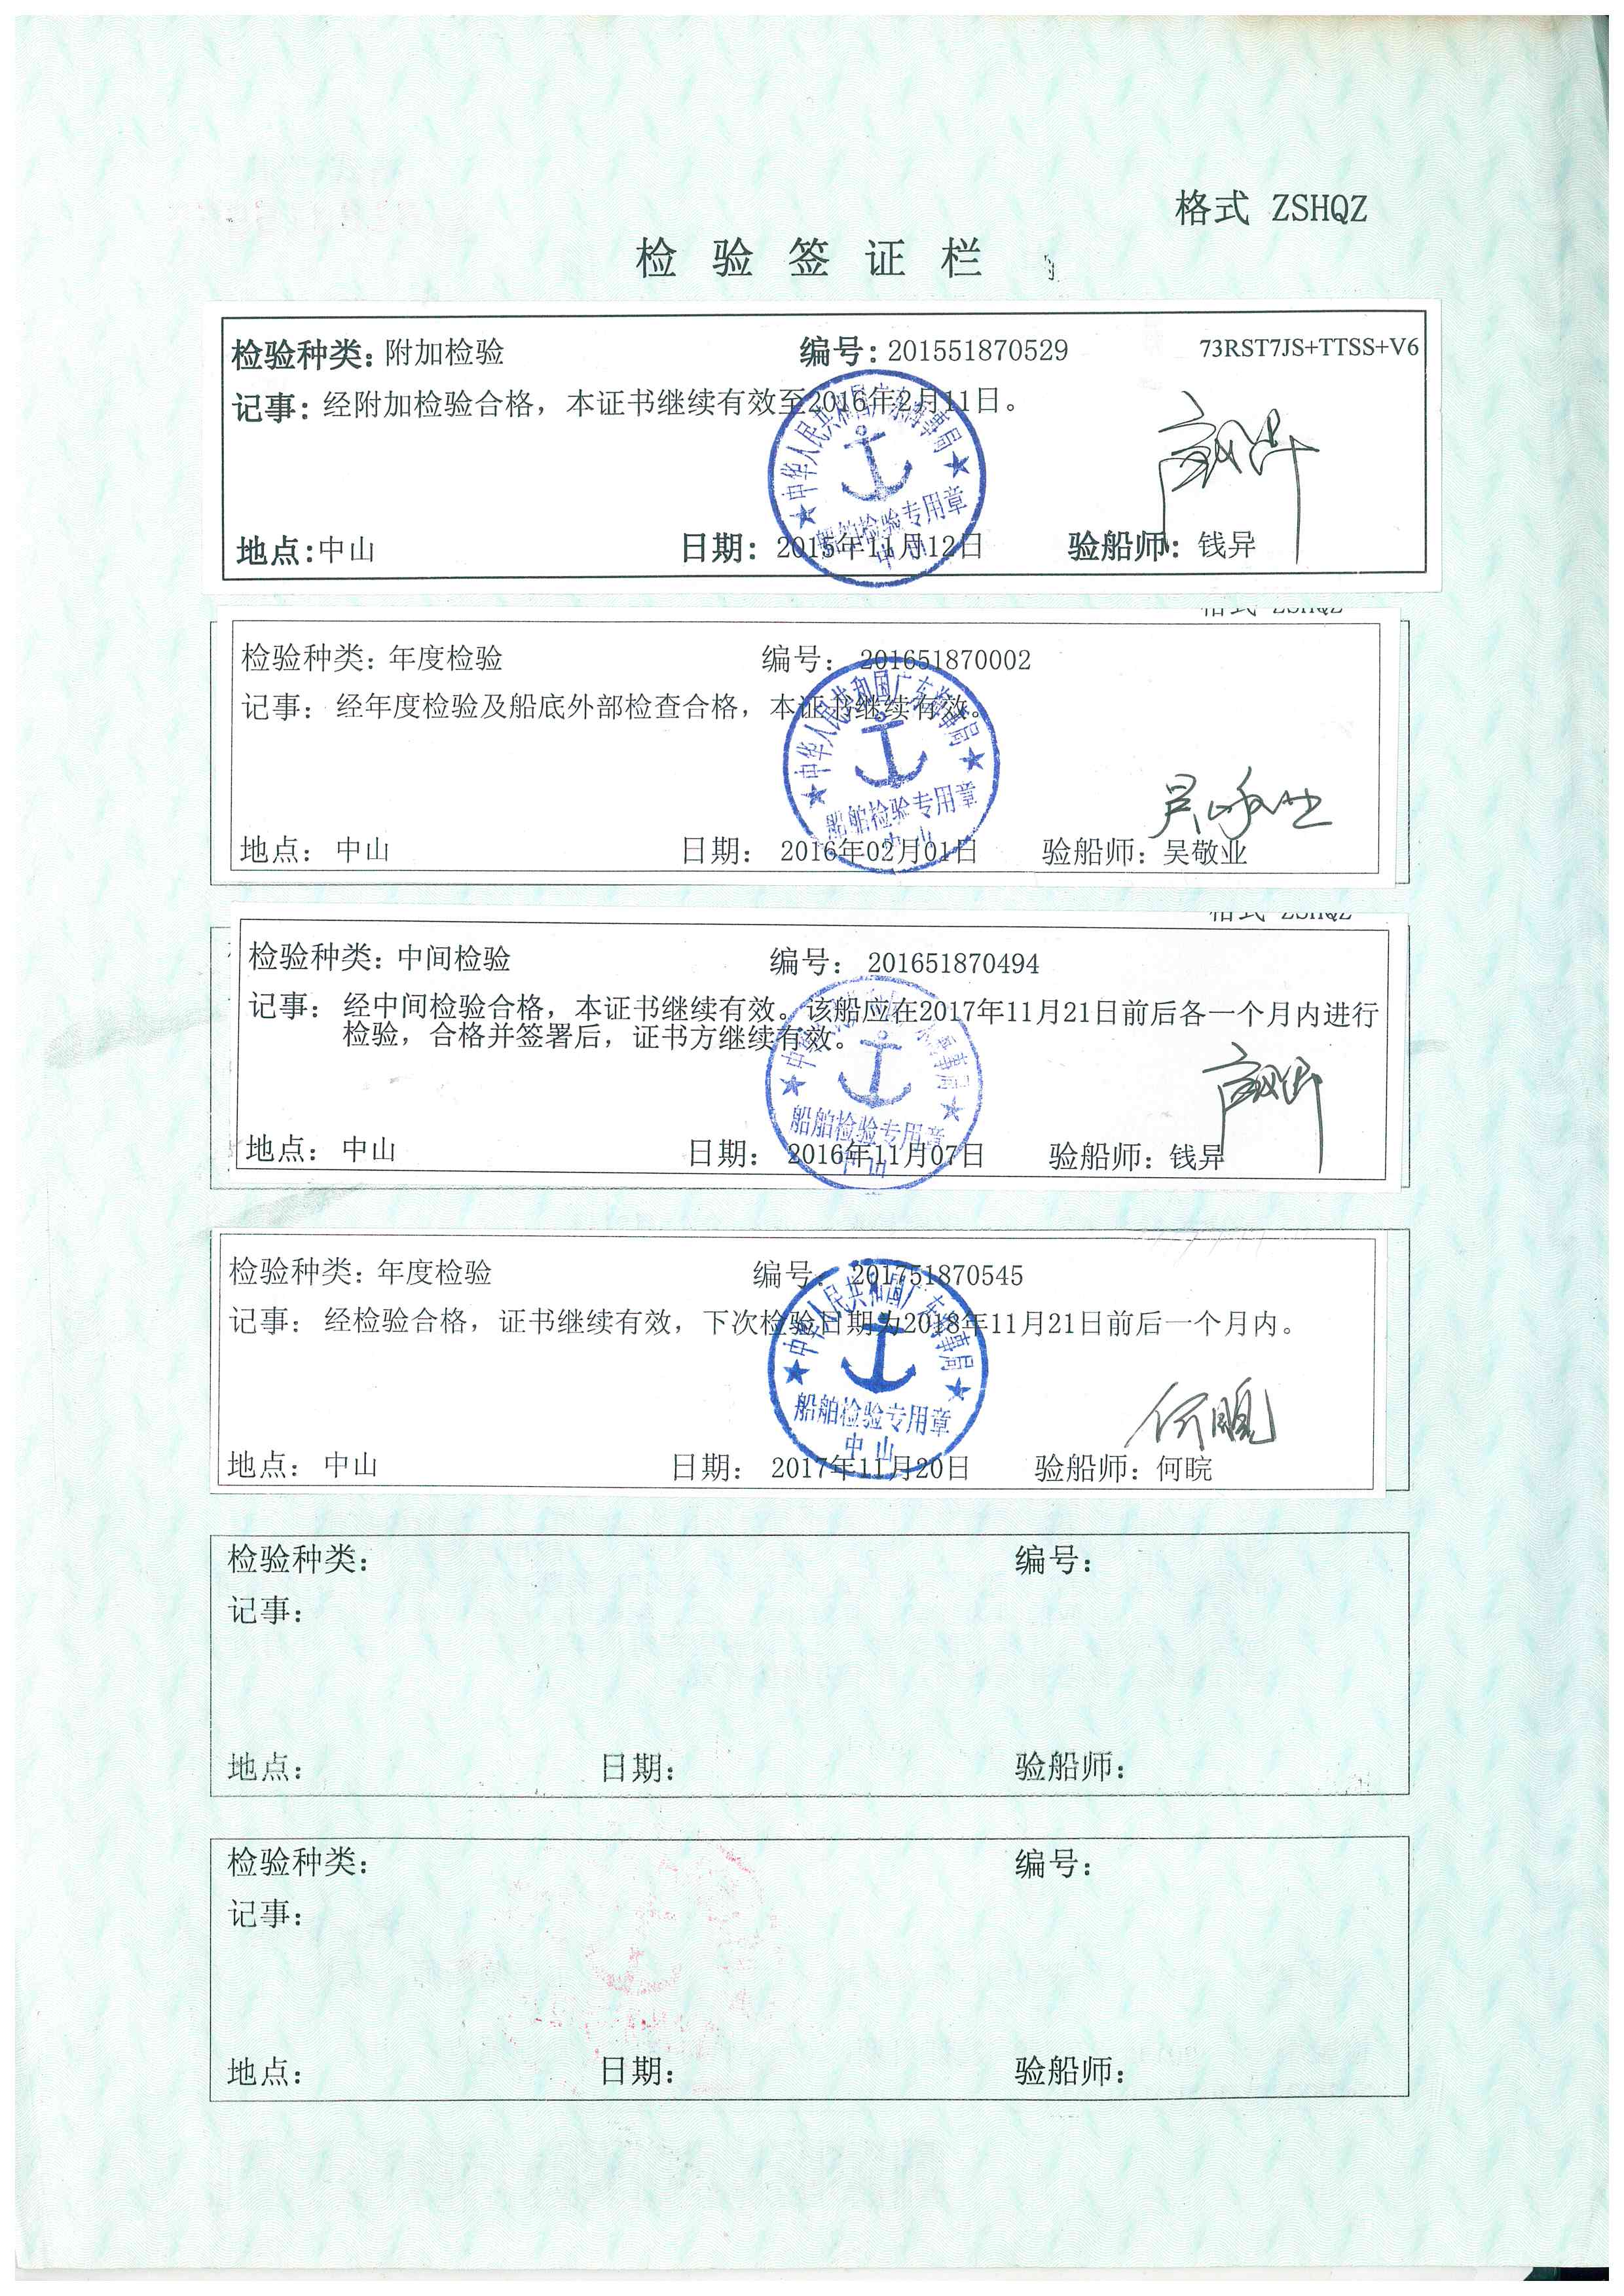 格式 ZSHQZ
检 验 签 证 栏
检验种类: 附加检验 编号: 201551870529 73RST7JS+TTSS+V6
记事: 经附加检验合格，本证书继续有效至2016年2月11日。
中华人民共和国广东海事局
船舶检验专用章
中山
地点:中山 日期: 2015年11月12日 验船师: 钱异
格式 ZSHQZ
检验种类: 年度检验 编号: 201651870002
记事: 经年度检验及船底外部检查合格，本证书继续有效。
中华人民共和国广东海事局
船舶检验专用章
中山
地点: 中山 日期: 2016年02月01日 验船师: 吴敬业
格式 ZSHQZ
检验种类: 中间检验 编号: 201651870494
记事: 经中间检验合格，本证书继续有效。该船应在2017年11月21日前后各一个月内进行
检验，合格并签署后，证书方继续有效。
船舶检验专用章
中山
地点: 中山 日期: 2016年11月07日 验船师: 钱异
检验种类: 年度检验 编号: 201751870545
记事: 经检验合格，证书继续有效，下次检验日期为2018年11月21日前后一个月内。
中华人民共和国广东海事局
船舶检验专用章
中山
地点: 中山 日期: 2017年11月20日 验船师: 何晥
何晥
检验种类: 编号:
记事:
地点: 日期: 验船师:
检验种类: 编号:
记事:
地点: 日期: 验船师: